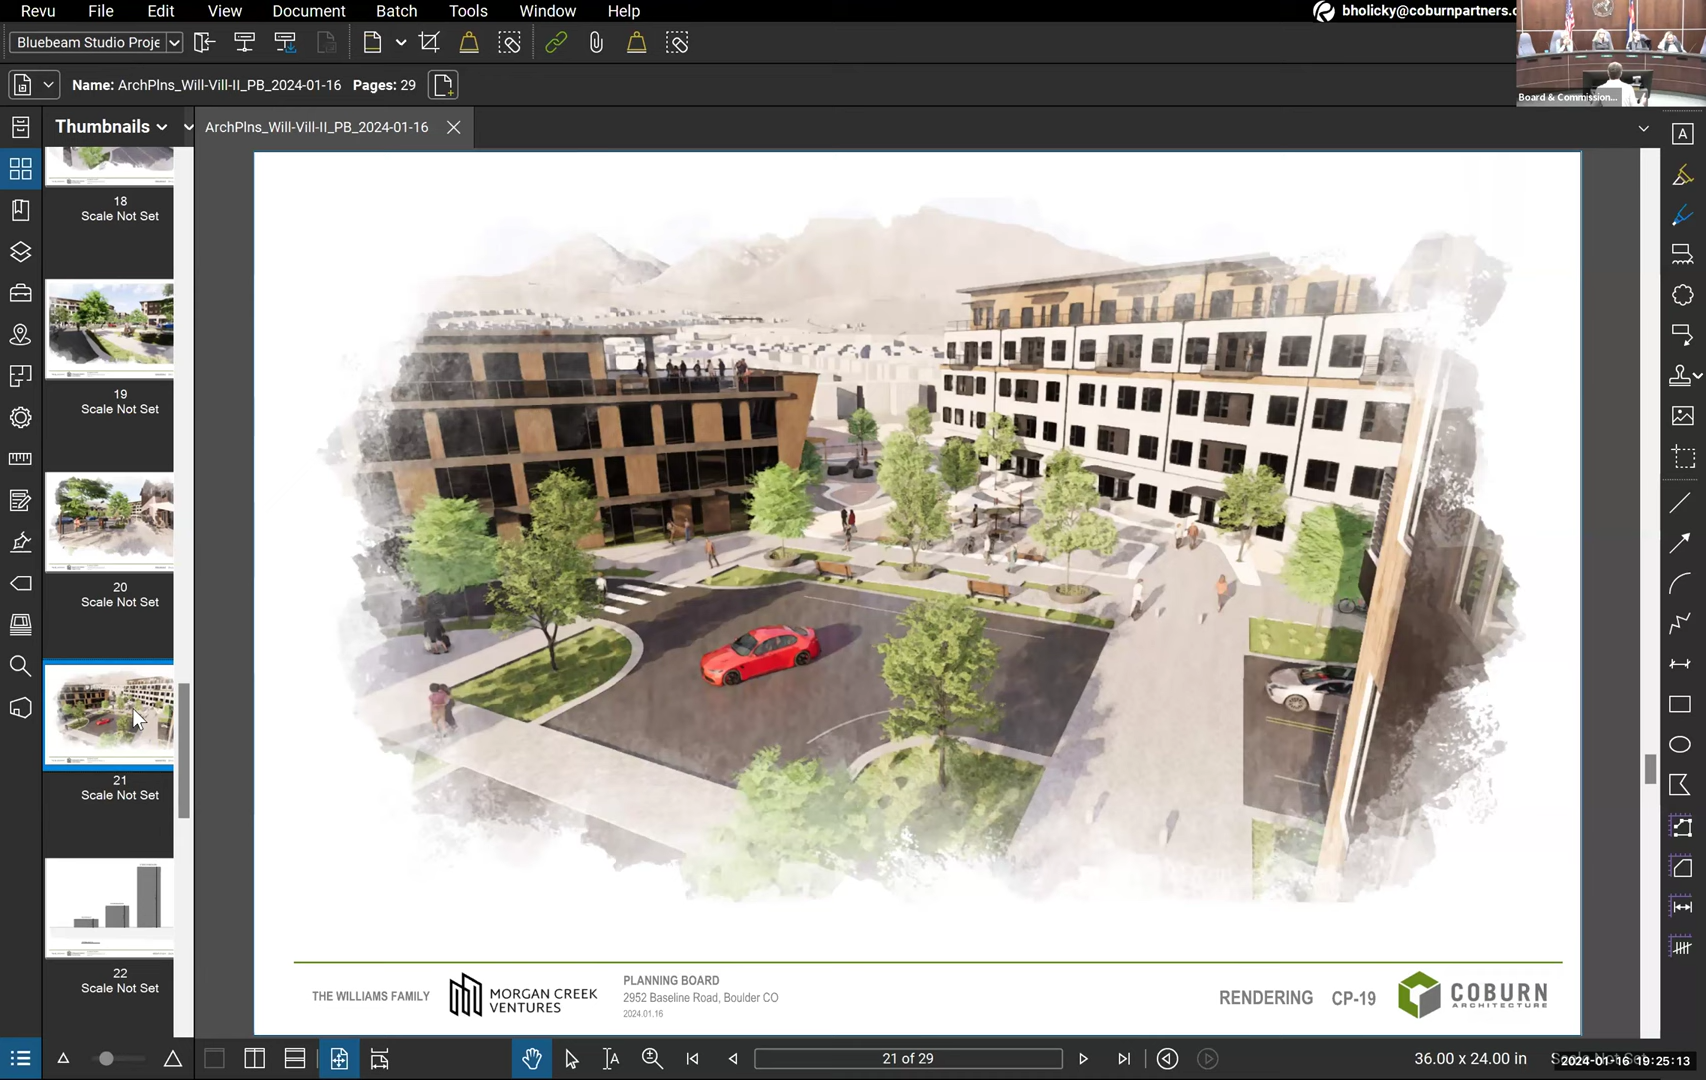 Revu File Edit View Document Batch Tools Window Help
bholicky@coburnpartners.c
Bluebeam Studio Proje
Board & Commission...
Name: ArchPlns_Will-Vill-II_PB_2024-01-16 Pages: 29
Thumbnails
ArchPlns_Will-Vill-II_PB_2024-01-16
18
Scale Not Set
19
Scale Not Set
20
Scale Not Set
21
Scale Not Set
22
Scale Not Set
THE WILLIAMS FAMILY
MORGAN CREEK
VENTURES
PLANNING BOARD
2952 Baseline Road, Boulder CO
2024.01.16
RENDERING CP-19
COBURN
ARCHITECTURE
21 of 29
36.00 x 24.00 in
2024-01-16 19:25:13